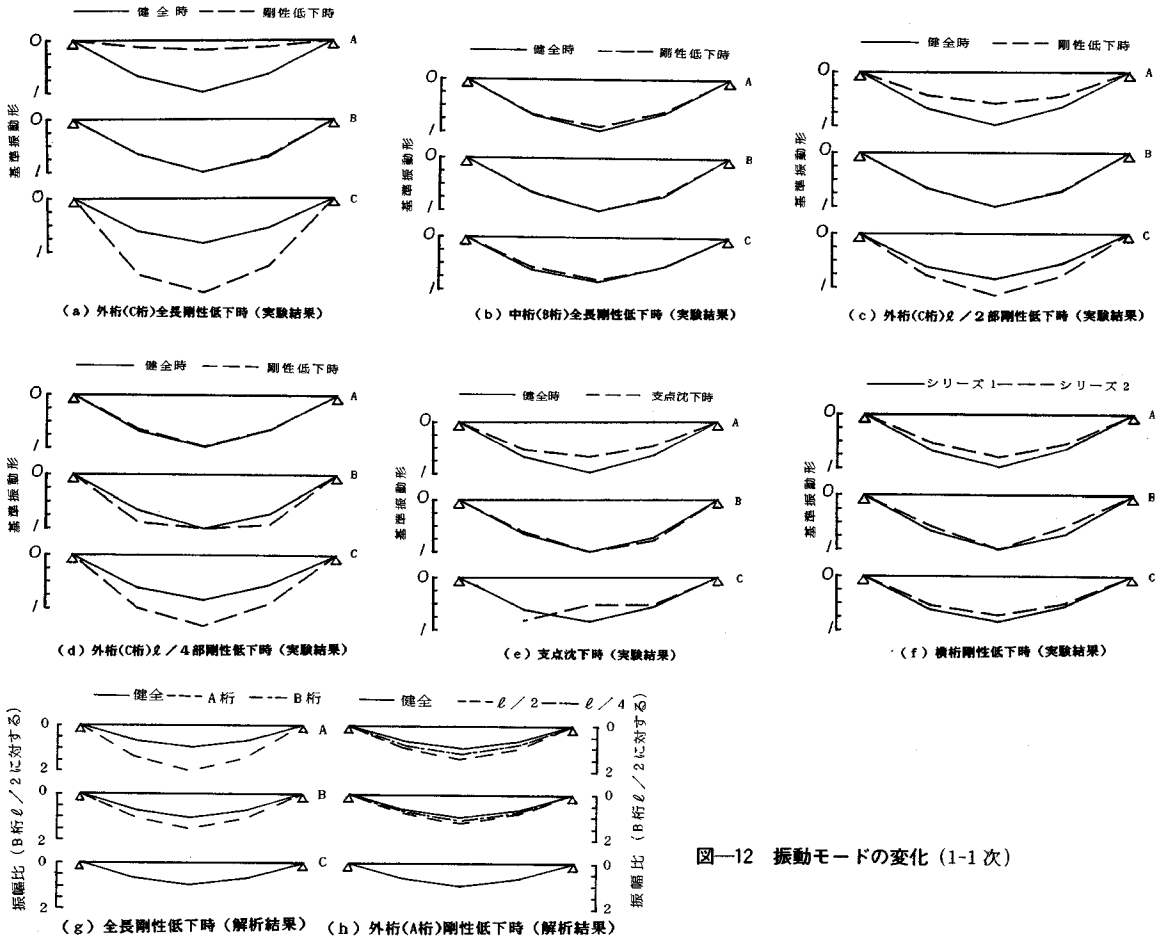 健全時 剛性低下時
O
/
A
O
/
B
O
/
C
基準振動形
(a) 外桁(C桁)全長剛性低下時(実験結果)
健全時 剛性低下時
O
/
A
O
/
B
O
/
C
基準振動形
(b) 中桁(B桁)全長剛性低下時(実験結果)
健全時 剛性低下時
O
/
A
O
/
B
O
/
C
基準振動形
(c) 外桁(C桁)ℓ/2部剛性低下時(実験結果)
健全時 剛性低下時
O
/
A
O
/
B
O
/
C
基準振動形
(d) 外桁(C桁)ℓ/4部剛性低下時(実験結果)
健全時 支点沈下時
O
/
A
O
/
B
O
/
C
基準振動形
(e) 支点沈下時(実験結果)
シリーズ1 シリーズ2
O
/
A
O
/
B
O
/
C
基準振動形
(f) 横桁剛性低下時(実験結果)
健全 A桁 B桁
振幅比(B桁ℓ/2に対する)
0
2
A
0
2
B
0
2
C
(g) 全長剛性低下時(解析結果)
健全 ℓ/2 ℓ/4
0
2
0
2
0
2
振幅比(B桁ℓ/2に対する)
(h) 外桁(A桁)剛性低下時(解析結果)
図—12 振動モードの変化(1-1次)